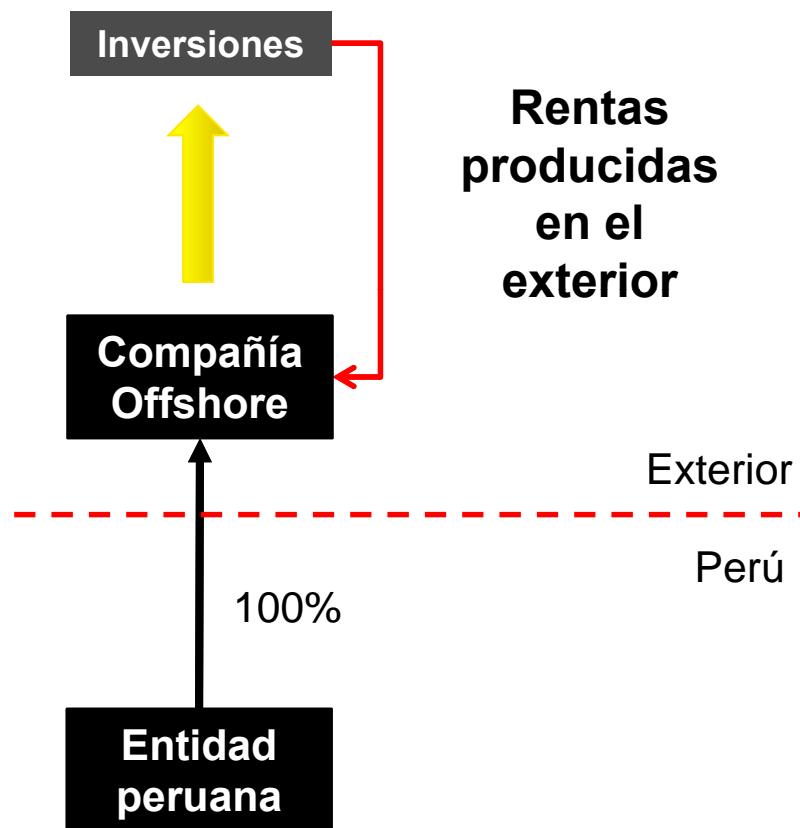 Inversiones
Rentas
producidas
en el
exterior
Compañía
Offshore
Exterior
Perú
100%
Entidad
peruana